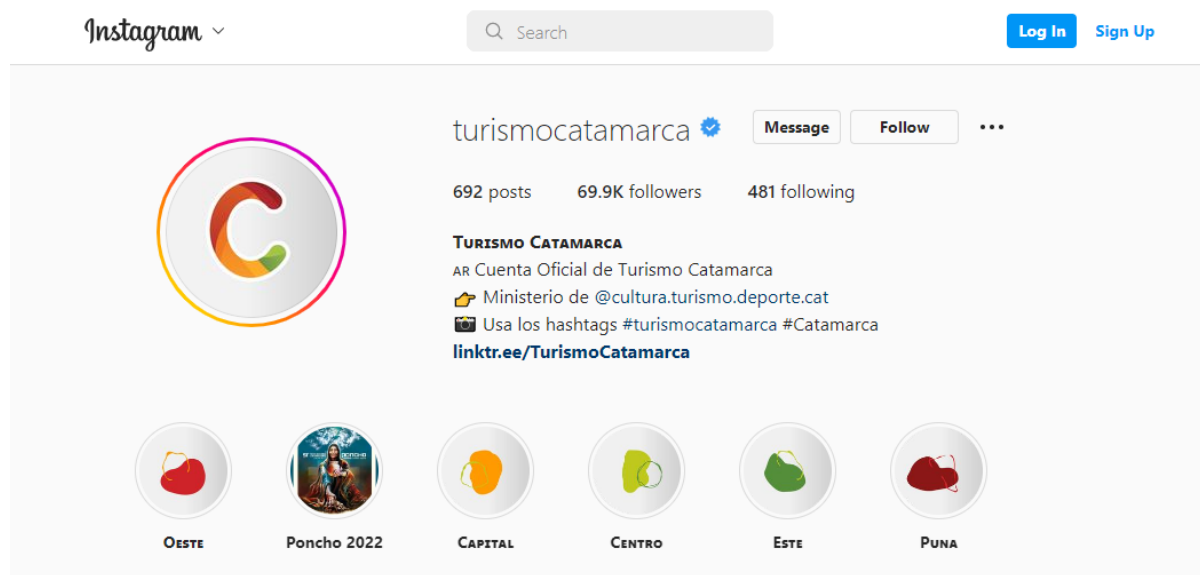 Instagram
Search
Log In
Sign Up
turismocatamarca
Message
Follow
692 posts
69.9K followers
481 following
Turismo Catamarca
AR Cuenta Oficial de Turismo Catamarca
Ministerio de @cultura.turismo.deporte.cat
Usa los hashtags #turismocatamarca #Catamarca
linktr.ee/TurismoCatamarca
C
PONCHO
Oeste
Poncho 2022
Capital
Centro
Este
Puna